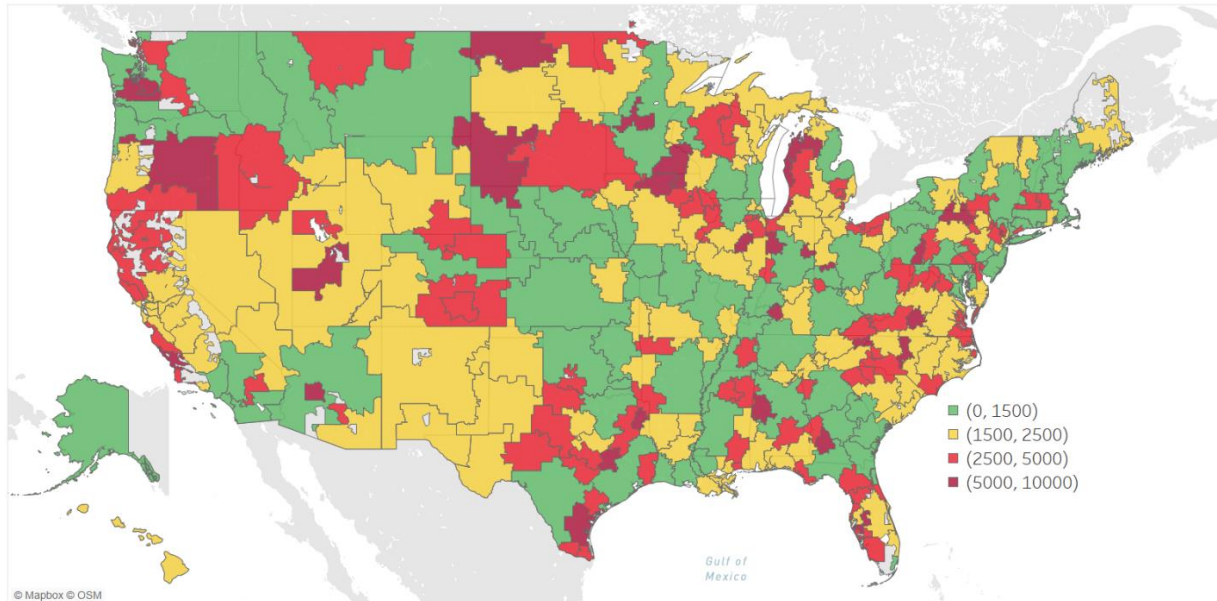 (0, 1500)
(1500, 2500)
(2500, 5000)
(5000, 10000)
Gulf of
Mexico
© Mapbox © OSM